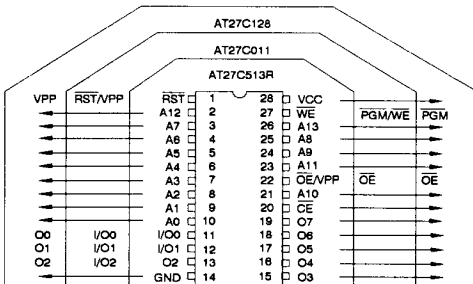 AT27C128
AT27C011
AT27C513R
VPP RST/VPP RST 1 28 VCC
A12 2 27 WE PGM/WE PGM
A7 3 26 A13
A6 4 25 A8
A5 5 24 A9
A4 6 23 A11
A3 7 22 OE/VPP OE OE
A2 8 21 A10
A1 9 20 CE
A0 10 19 O7
O0 I/O0 I/O0 11 18 O6
O1 I/O1 I/O1 12 17 O5
O2 I/O2 O2 13 16 O4
GND 14 15 O3